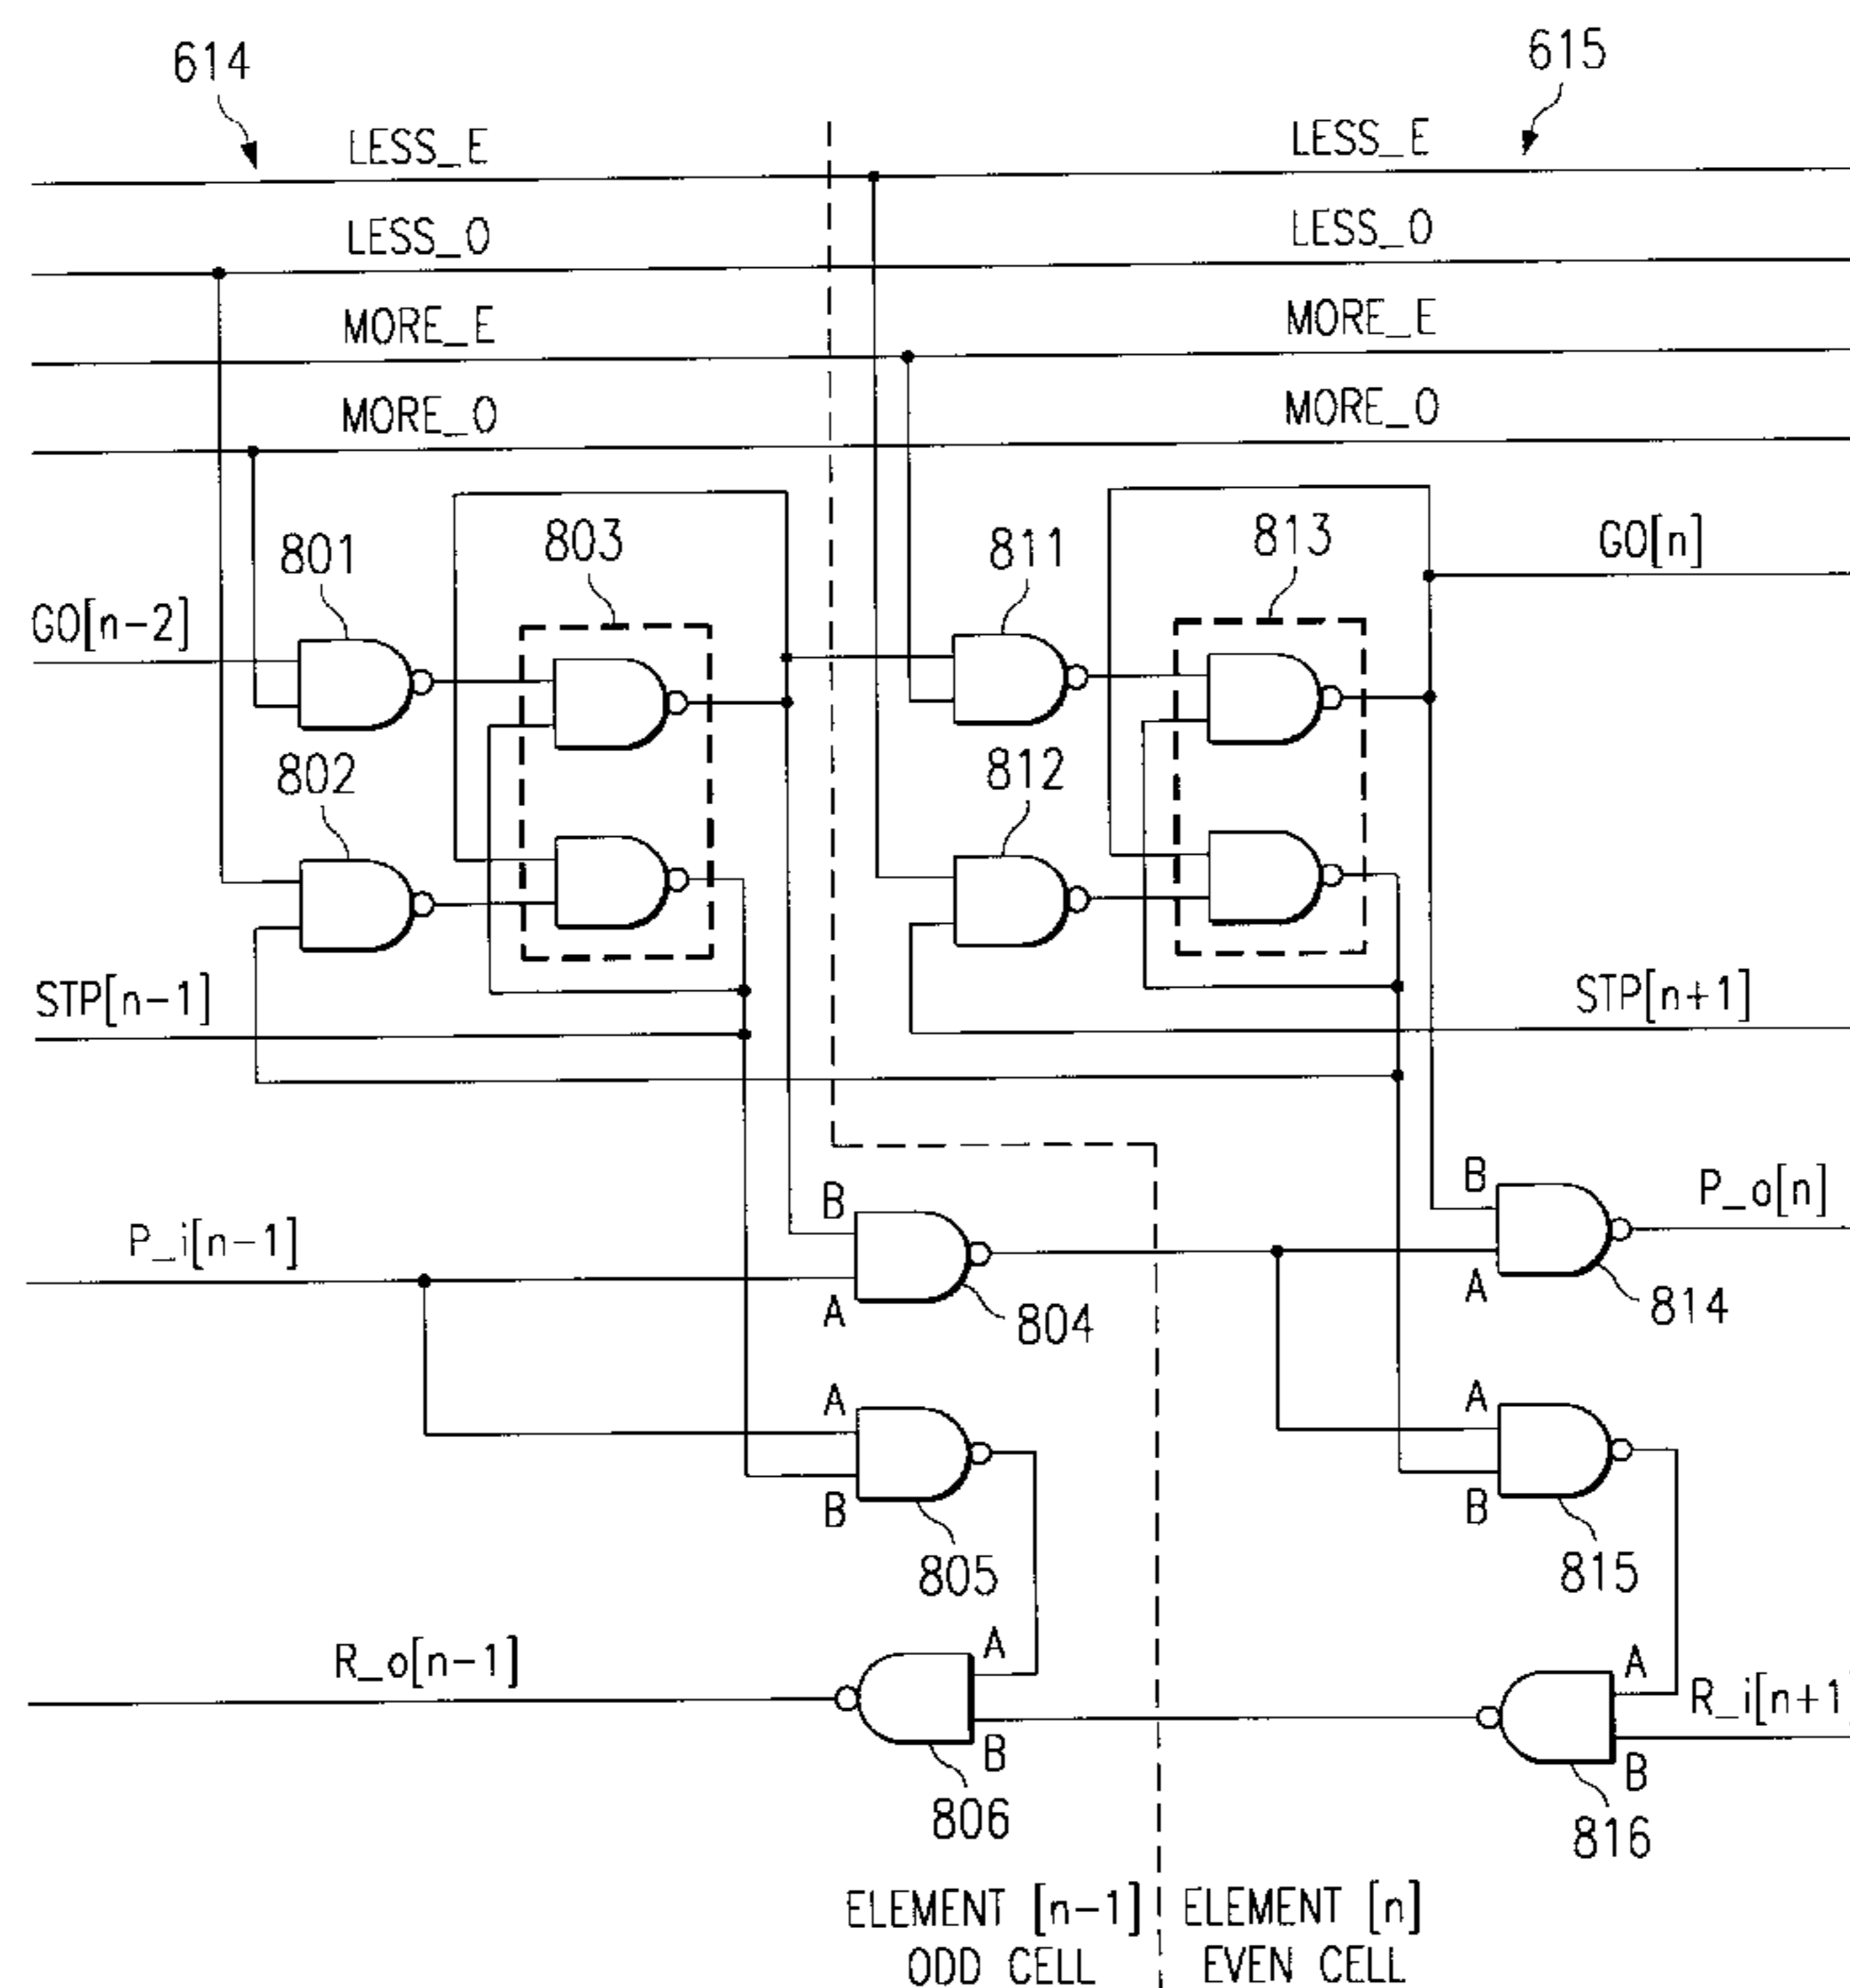 614
615
LESS_E
LESS_E
LESS_O
LESS_O
MORE_E
MORE_E
MORE_O
MORE_O
801
803
811
813
GO[n]
GO[n-2]
802
812
STP[n-1]
STP[n+1]
B
P_i[n-1]
A
804
B
P_o[n]
A
814
A
B
805
A
B
815
R_o[n-1]
A
B
806
A
R_i[n+1
B
816
ELEMENT [n-1]
ODD CELL
ELEMENT [n]
EVEN CELL